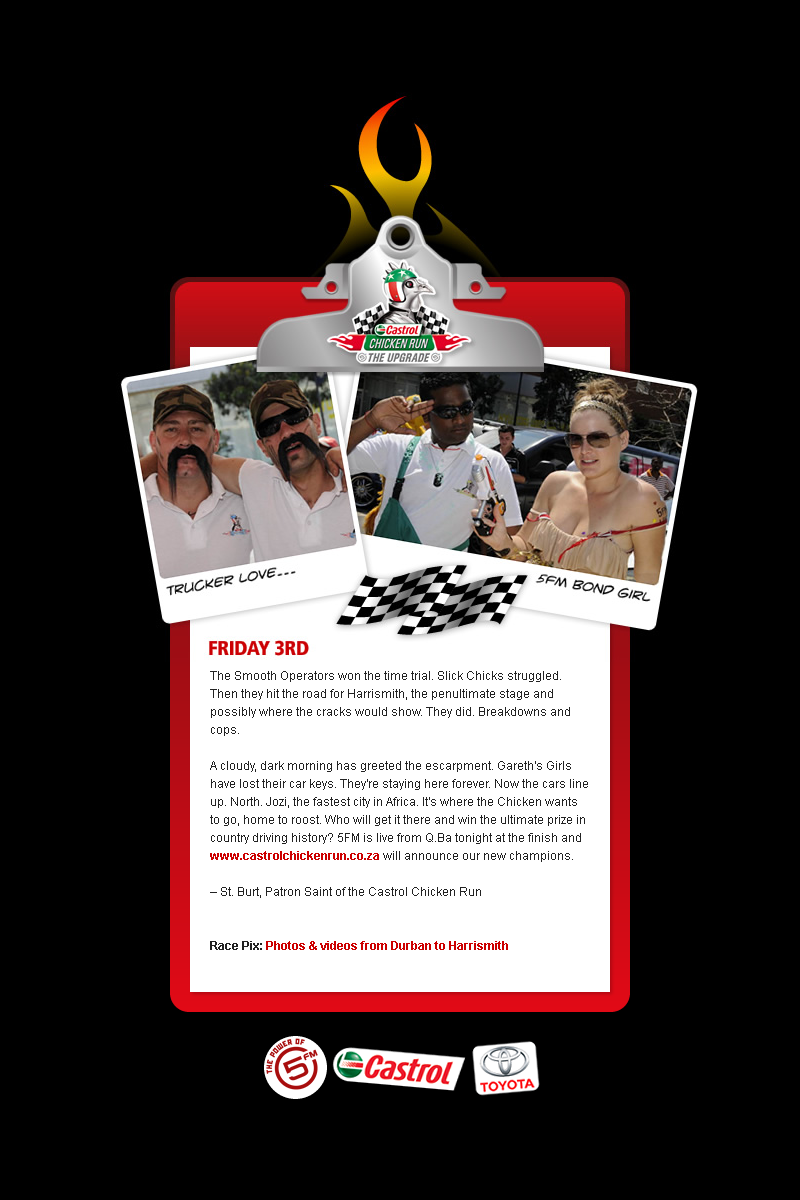 Castrol
CHICKEN RUN
THE UPGRADE
TRUCKER LOVE---
5FM BOND GIRL
FRIDAY 3RD
The Smooth Operators won the time trial. Slick Chicks struggled.
Then they hit the road for Harrismith, the penultimate stage and
possibly where the cracks would show. They did. Breakdowns and
cops.
A cloudy, dark morning has greeted the escarpment. Gareth's Girls
have lost their car keys. They're staying here forever. Now the cars line
up. North. Jozi, the fastest city in Africa. It's where the Chicken wants
to go, home to roost. Who will get it there and win the ultimate prize in
country driving history? 5FM is live from Q.Ba tonight at the finish and
www.castrolchickenrun.co.za will announce our new champions.
– St. Burt, Patron Saint of the Castrol Chicken Run
Race Pix: Photos & videos from Durban to Harrismith
THE POWER OF
5FM
Castrol
TOYOTA